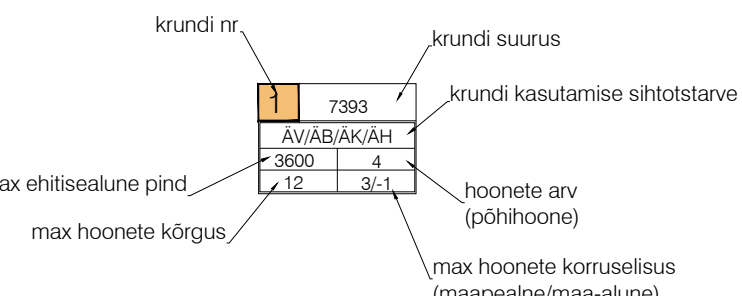 krundi nr
krundi suurus
1 7393
krundi kasutamise sihtotstarve
ÄV/ÄB/ÄK/ÄH
3600 4
ax ehitisealune pind
12 3/-1
hoonete arv
(põhihoone)
max hoonete kõrgus
max hoonete korruselisus
(maapealne/maa-alune)